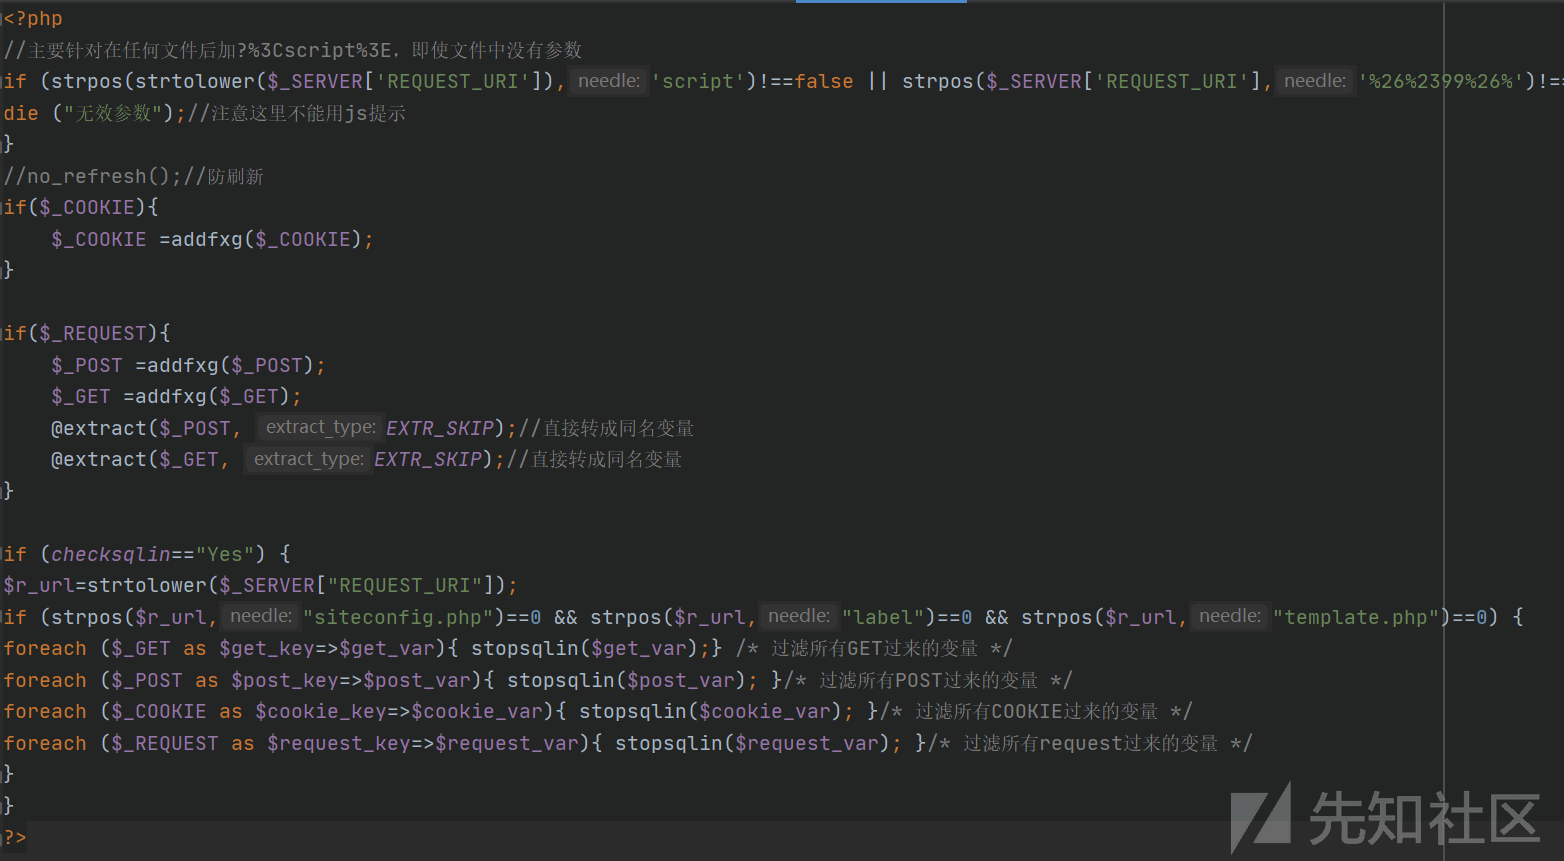 <?php
//主要针对在任何文件后加?%3Cscript%3E，即使文件中没有参数
if (strpos(strtolower($_SERVER['REQUEST_URI']), needle: 'script')!==false || strpos($_SERVER['REQUEST_URI'], needle: '%26%2399%26%')!==
die ("无效参数");//注意这里不能用js提示
}
//no_refresh();//防刷新
if($_COOKIE){
    $_COOKIE =addfxg($_COOKIE);
}

if($_REQUEST){
    $_POST =addfxg($_POST);
    $_GET =addfxg($_GET);
    @extract($_POST, extract_type: EXTR_SKIP);//直接转成同名变量
    @extract($_GET, extract_type: EXTR_SKIP);//直接转成同名变量
}

if (checksqlin=="Yes") {
$r_url=strtolower($_SERVER["REQUEST_URI"]);
if (strpos($r_url, needle: "siteconfig.php")==0 && strpos($r_url, needle: "label")==0 && strpos($r_url, needle: "template.php")==0) {
foreach ($_GET as $get_key=>$get_var){ stopsqlin($get_var);} /* 过滤所有GET过来的变量 */
foreach ($_POST as $post_key=>$post_var){ stopsqlin($post_var); }/* 过滤所有POST过来的变量 */
foreach ($_COOKIE as $cookie_key=>$cookie_var){ stopsqlin($cookie_var); }/* 过滤所有COOKIE过来的变量 */
foreach ($_REQUEST as $request_key=>$request_var){ stopsqlin($request_var); }/* 过滤所有request过来的变量 */
}
}
?>
先知社区